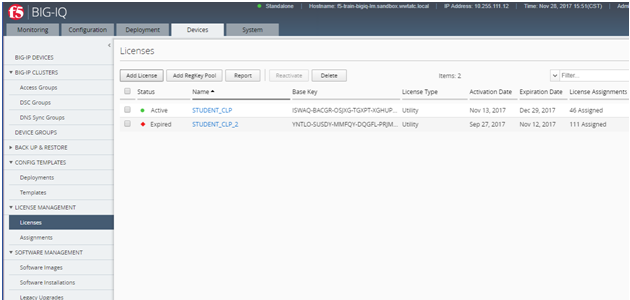 f5 BIG-IQ Standalone Hostname: f5-train-bigiq-lm.sandbox.wwtatc.local IP Address: 10.255.111.12 Time: Nov 28, 2017 15:51(CST)
Monitoring Configuration Deployment Devices System
BIG-IP DEVICES
BIG-IP CLUSTERS
Access Groups
DSC Groups
DNS Sync Groups
DEVICE GROUPS
BACK UP & RESTORE
CONFIG TEMPLATES
Deployments
Templates
LICENSE MANAGEMENT
Licenses
Assignments
SOFTWARE MANAGEMENT
Software Images
Software Installations
Legacy Upgrades
Licenses
Add License Add RegKey Pool Report Reactivate Delete Items: 2 Filter...
Status Name Base Key License Type Activation Date Expiration Date License Assignments
Active STUDENT_CLP ISWAQ-BACGR-OSJXG-TGXPT-XGHUP... Utility Nov 13, 2017 Dec 29, 2017 46 Assigned
Expired STUDENT_CLP_2 YNTLO-SUSDY-MMFQY-DQGFL-PRJM... Utility Sep 27, 2017 Nov 12, 2017 111 Assigned